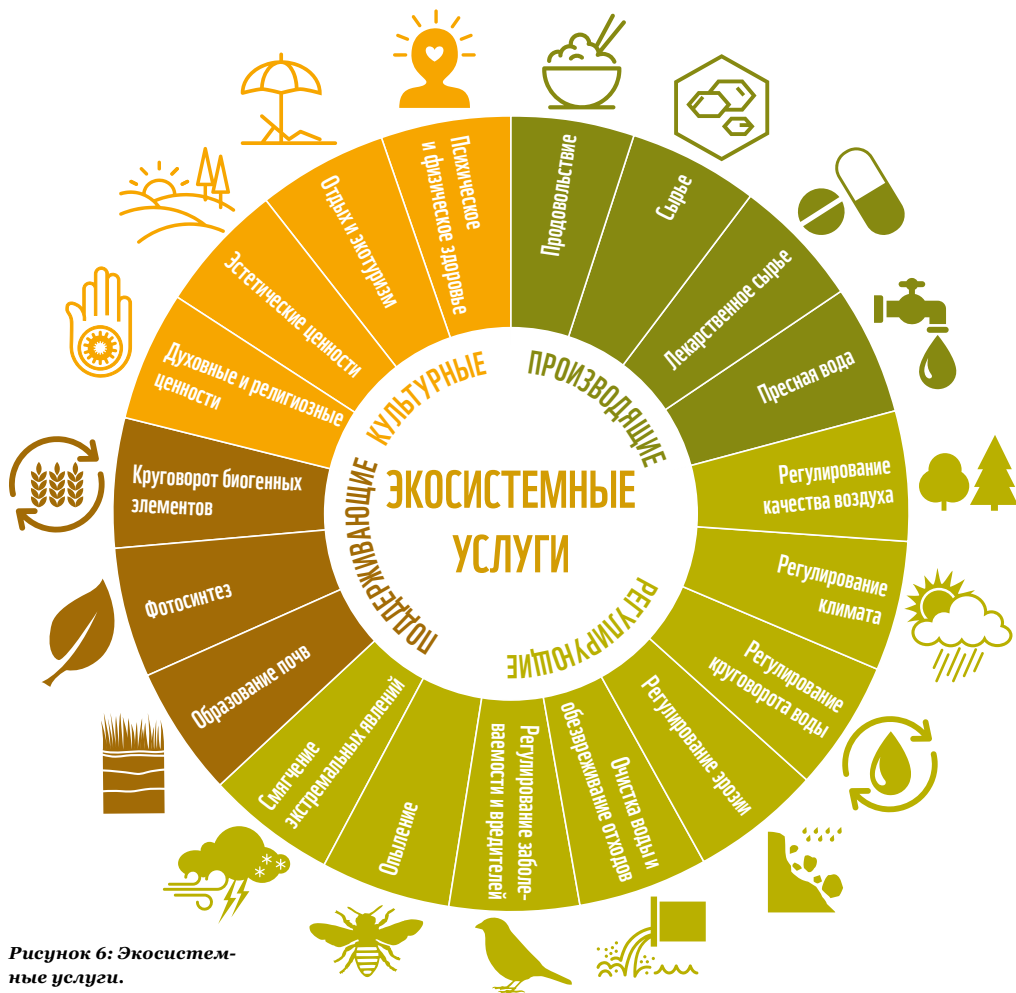 ЭКОСИСТЕМНЫЕ
УСЛУГИ
ПРОИЗВОДЯЩИЕ
Продовольствие
Сырье
Лекарственное сырье
Пресная вода
РЕГУЛИРУЮЩИЕ
Регулирование
качества воздуха
Регулирование
климата
Регулирование
круговорота воды
Регулирование эрозии
Очистка воды и
обезвреживание отходов
Регулирование заболе-
ваемости и вредителей
Опыление
Смягчение
экстремальных явлений
ПОДДЕРЖИВАЮЩИЕ
Образование почв
Фотосинтез
Круговорот биогенных
элементов
КУЛЬТУРНЫЕ
Духовные и религиозные
ценности
Эстетические ценности
Отдых и экотуризм
Психическое
и физическое здоровье
Рисунок 6: Экосистем-
ные услуги.